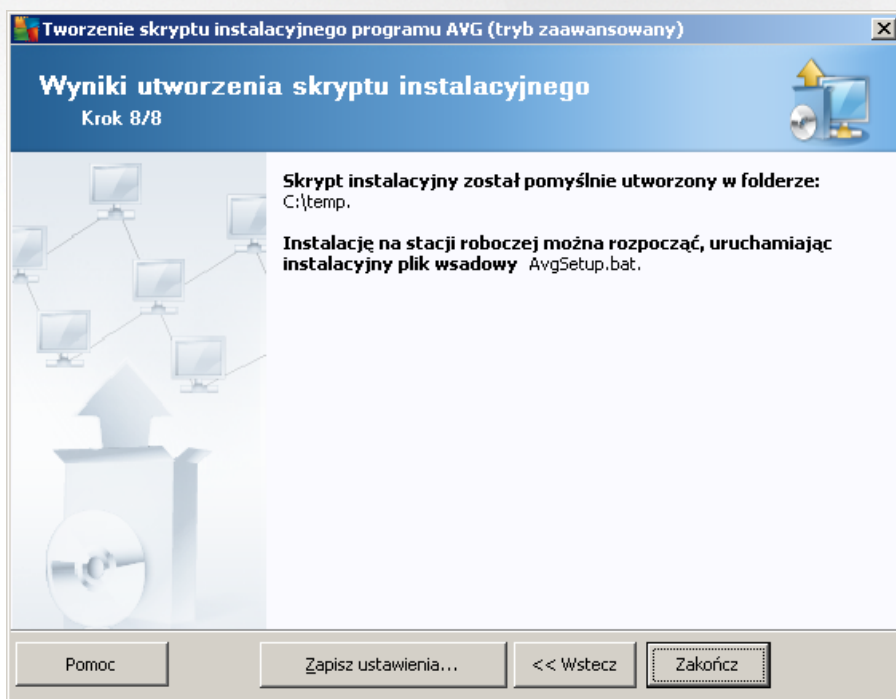 Tworzenie skryptu instalacyjnego programu AVG (tryb zaawansowany)
Wyniki utworzenia skryptu instalacyjnego
Krok 8/8
Skrypt instalacyjny został pomyślnie utworzony w folderze:
C:\temp.
Instalację na stacji roboczej można rozpocząć, uruchamiając
instalacyjny plik wsadowy AvgSetup.bat.
Pomoc
Zapisz ustawienia...
<< Wstecz
Zakończ